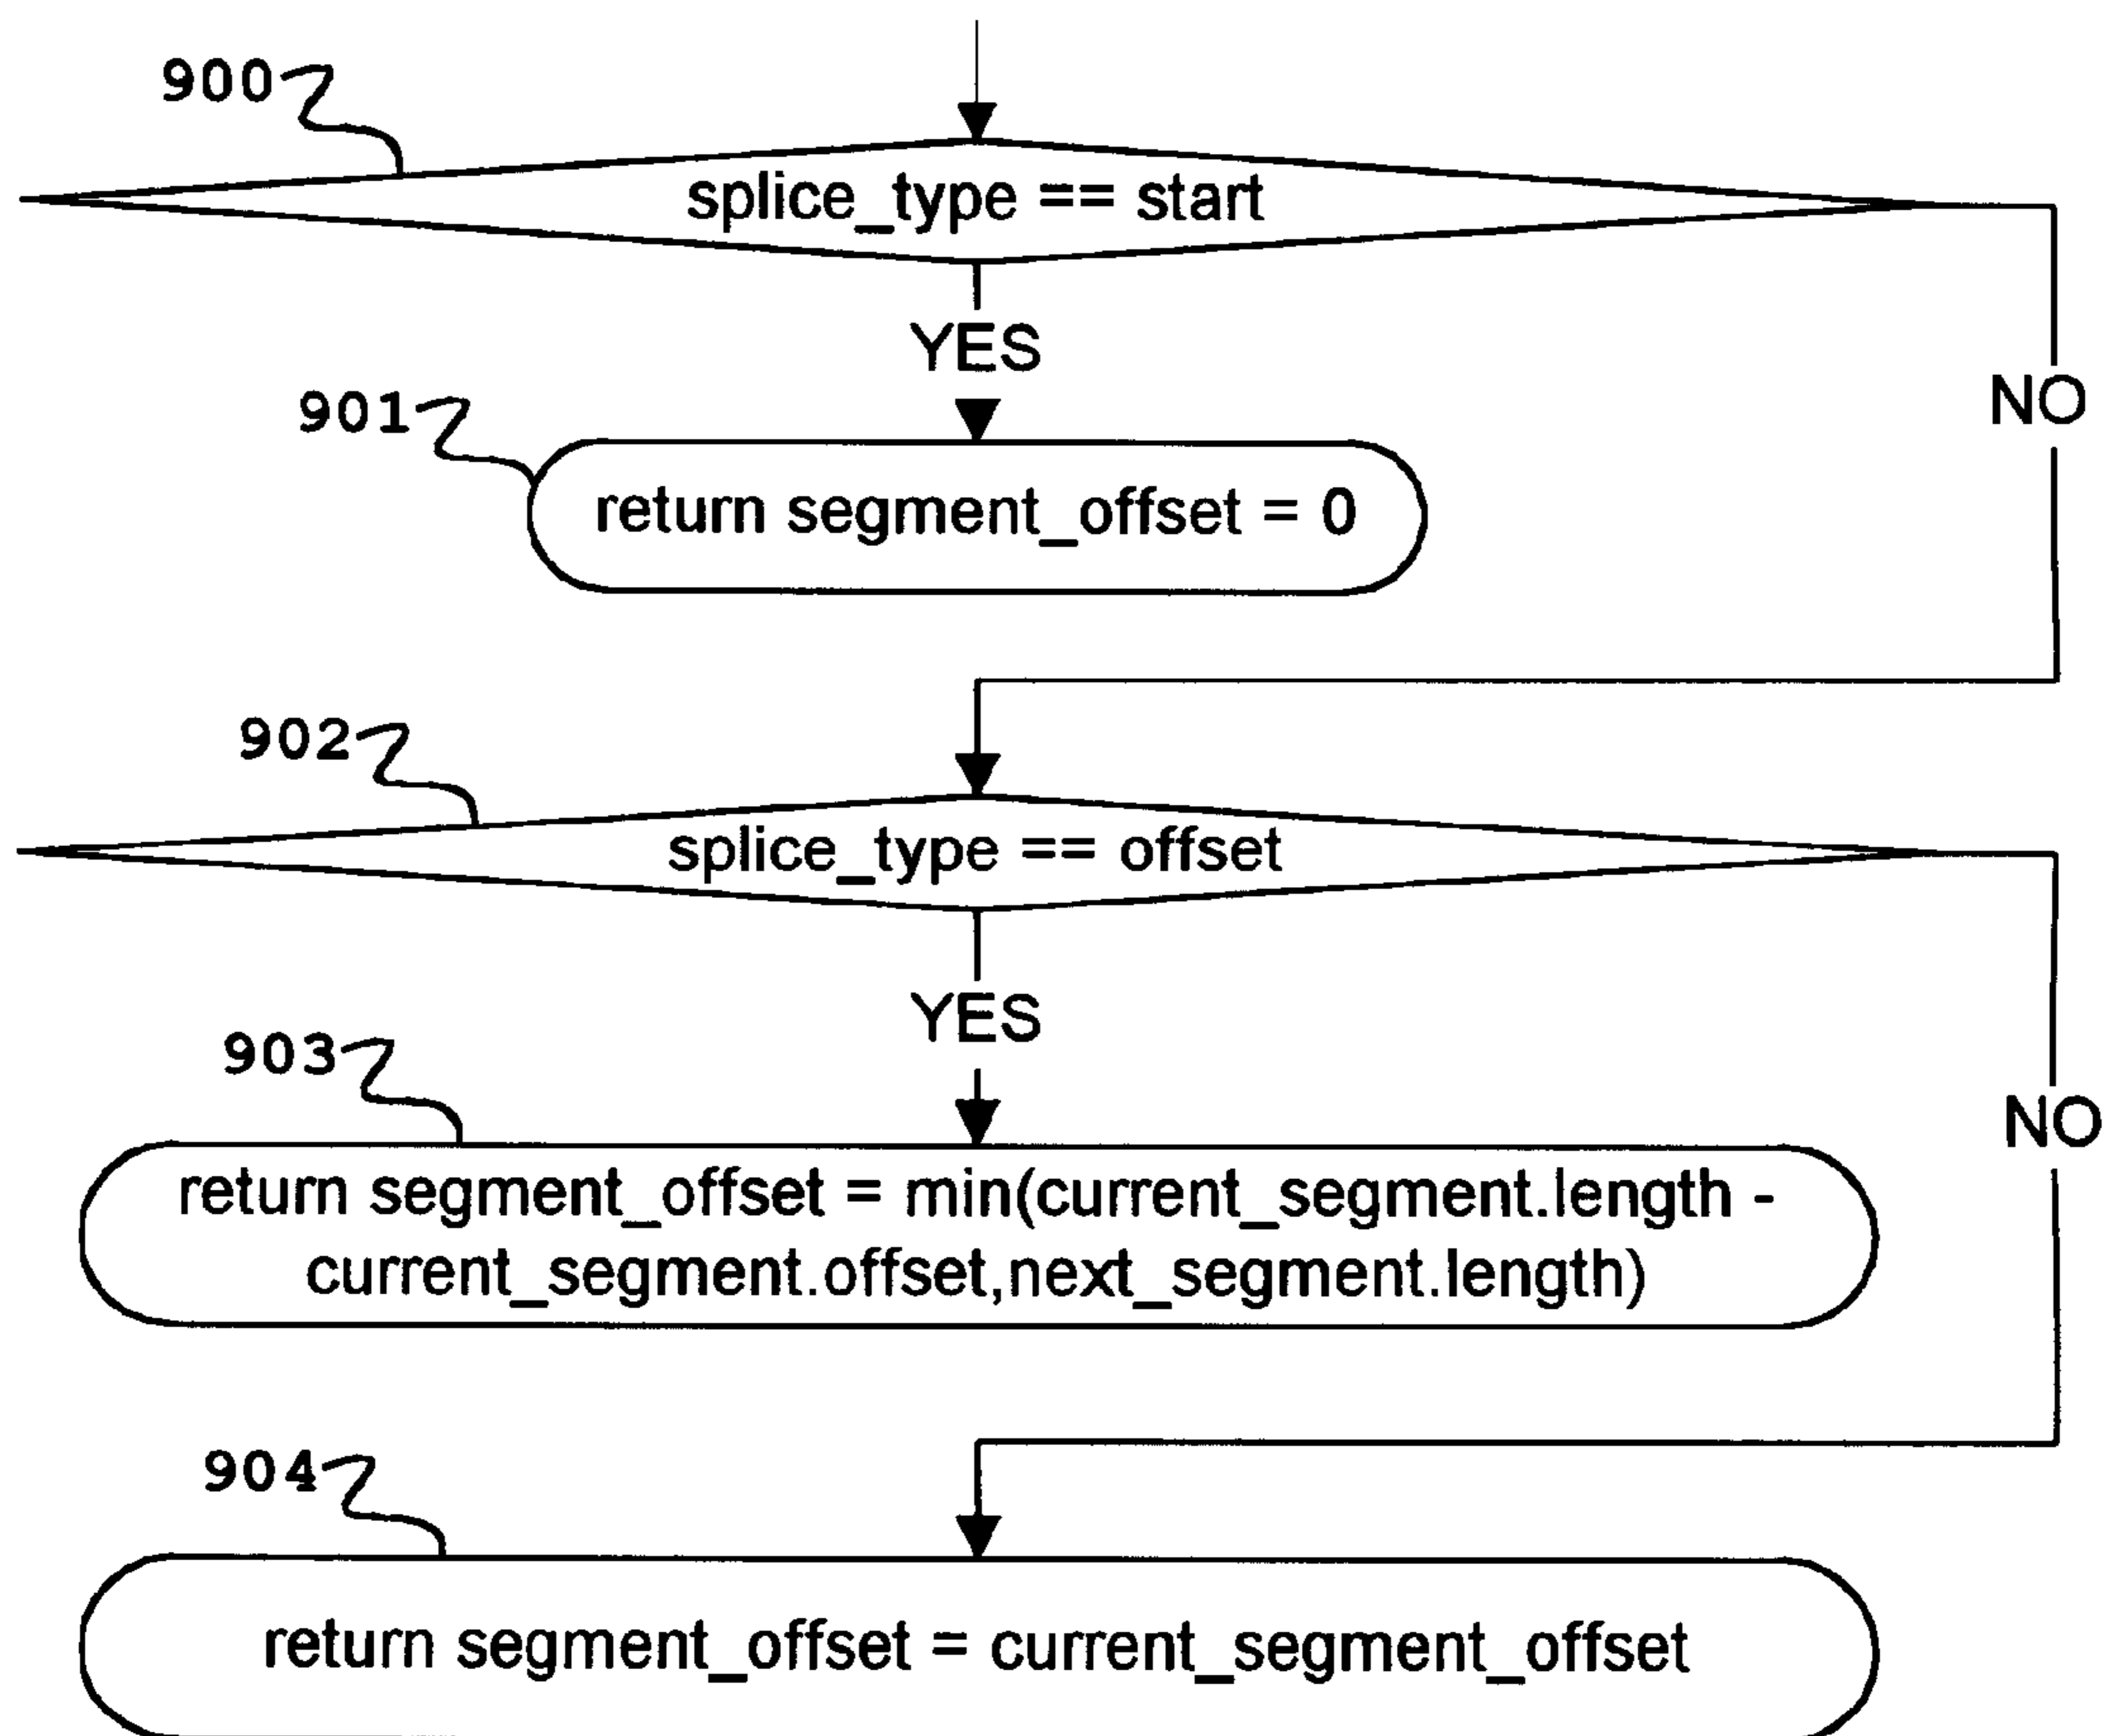 900
splice_type == start
YES
NO
901
return segment_offset = 0
902
splice_type == offset
YES
NO
903
return segment_offset = min(current_segment.length -
current_segment.offset,next_segment.length)
904
return segment_offset = current_segment_offset